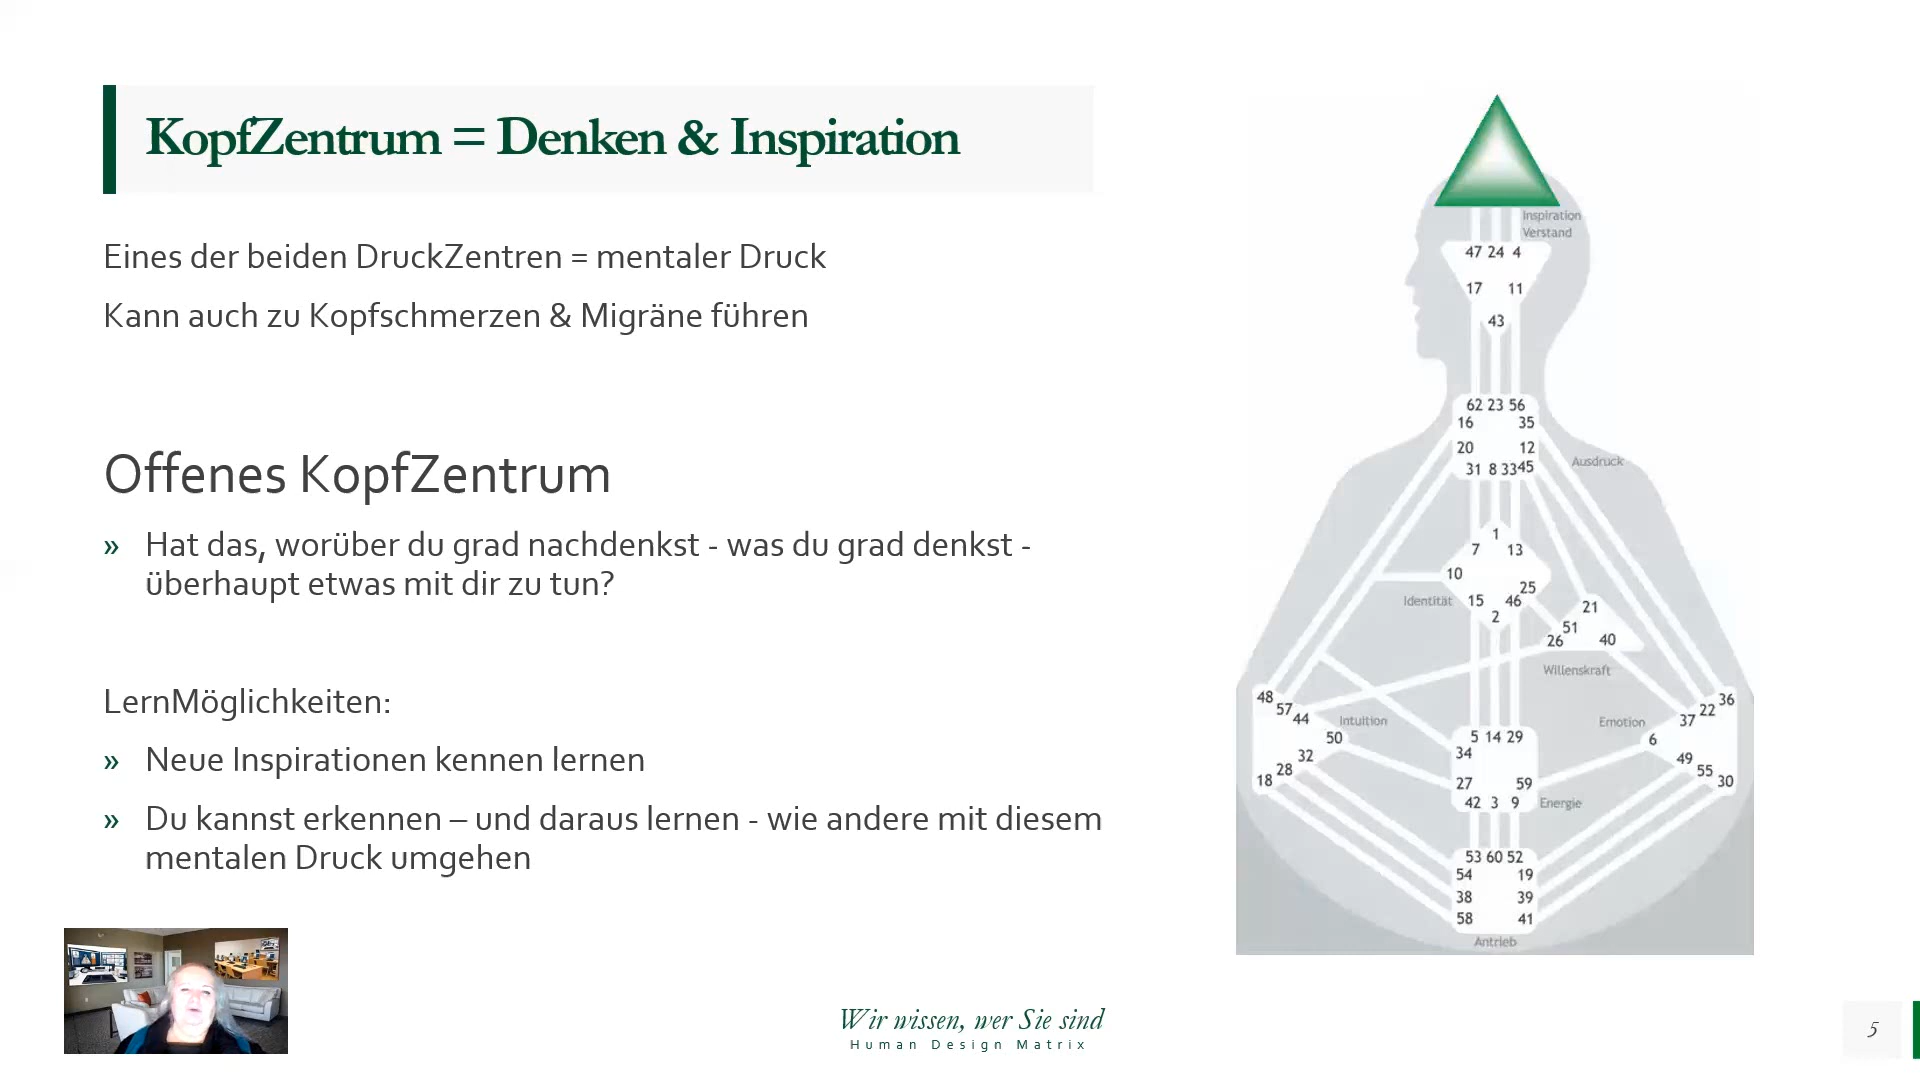 KopfZentrum = Denken & Inspiration
Eines der beiden DruckZentren = mentaler Druck
Kann auch zu Kopfschmerzen & Migräne führen
Offenes KopfZentrum
» Hat das, worüber du grad nachdenkst - was du grad denkst -
überhaupt etwas mit dir zu tun?
LernMöglichkeiten:
» Neue Inspirationen kennen lernen
» Du kannst erkennen – und daraus lernen - wie andere mit diesem
mentalen Druck umgehen
Inspiration
Verstand
47 24 4
17 11
43
62 23 56
16 35
20 12
31 8 33 45
Ausdruck
1
7 13
10
25
Identität
15 46
2
21
51
26 40
Willenskraft
48
57
44
Intuition
50
32
28
18
5 14 29
34
27 59
42 3 9
Energie
36
22
37
Emotion
6
49
55
30
53 60 52
54 19
38 39
58 41
Antrieb
Wir wissen, wer Sie sind
Human Design Matrix
5